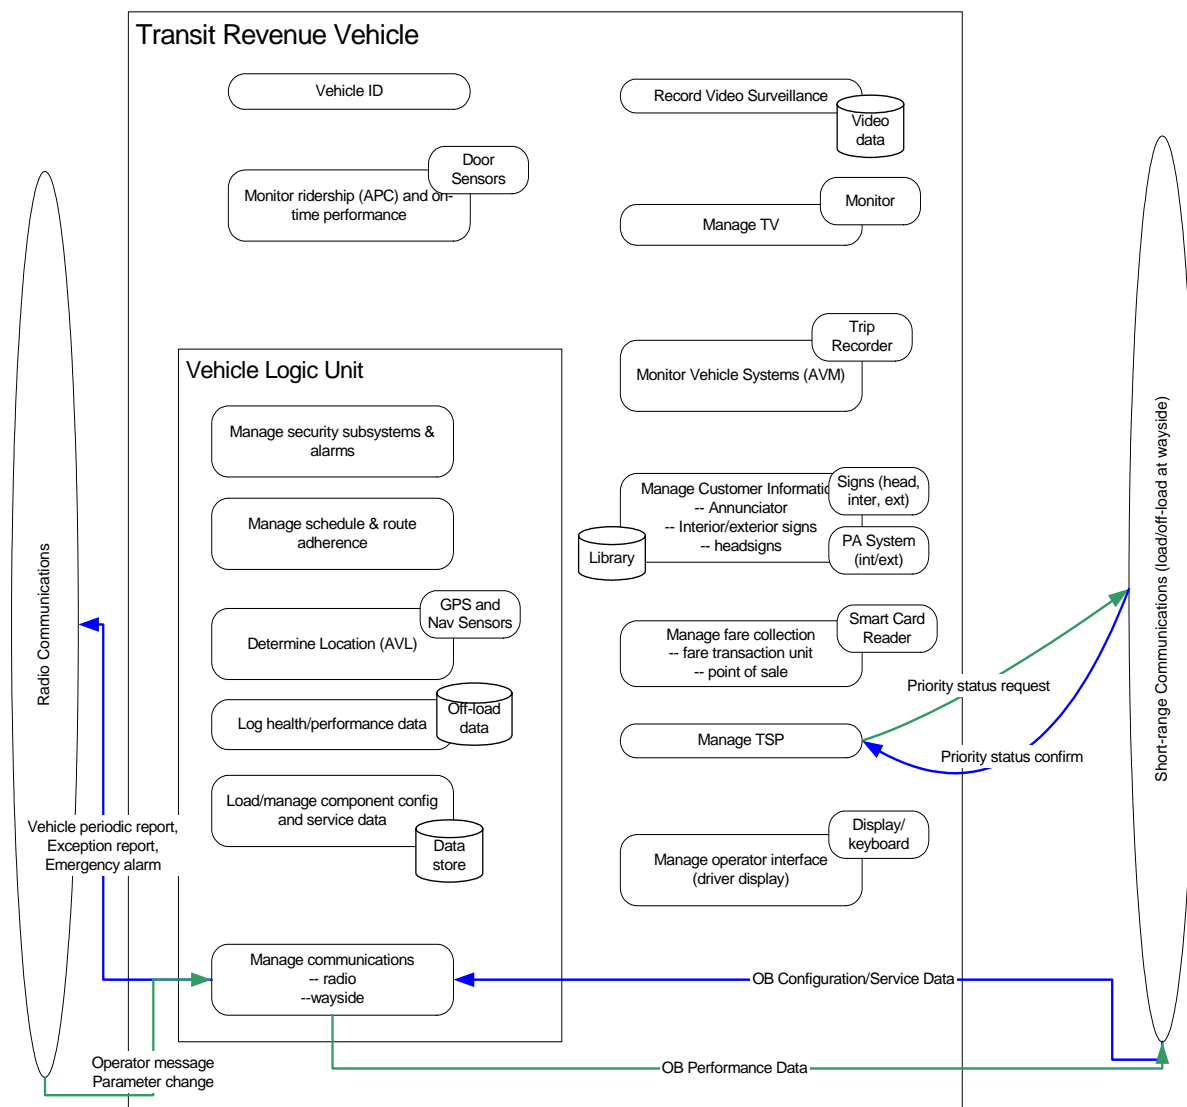 Transit Revenue Vehicle
Vehicle ID
Record Video Surveillance
Video
data
Door
Sensors
Monitor ridership (APC) and on-
time performance
Monitor
Manage TV
Trip
Recorder
Monitor Vehicle Systems (AVM)
Vehicle Logic Unit
Manage security subsystems &
alarms
Manage schedule & route
adherence
GPS and
Nav Sensors
Determine Location (AVL)
Log health/performance data
Off-load
data
Load/manage component config
and service data
Data
store
Manage communications
-- radio
--wayside
Manage Customer Informatio
-- Annunciator
-- Interior/exterior signs
-- headsigns
Signs (head,
inter, ext)
PA System
(int/ext)
Library
Smart Card
Reader
Manage fare collection
-- fare transaction unit
-- point of sale
Manage TSP
Priority status request
Priority status confirm
Display/
keyboard
Manage operator interface
(driver display)
Radio Communications
Short-range Communications (load/off-load at wayside)
Vehicle periodic report,
Exception report,
Emergency alarm
Operator message
Parameter change
OB Configuration/Service Data
OB Performance Data